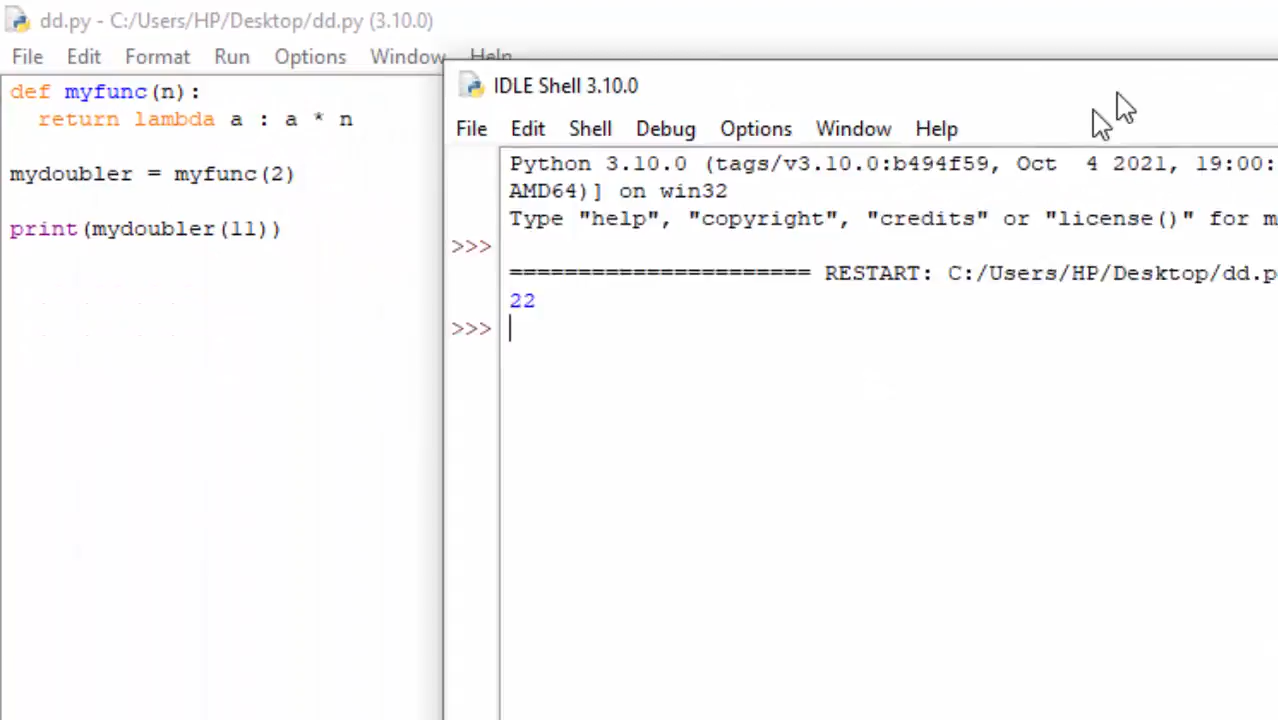 dd.py - C:/Users/HP/Desktop/dd.py (3.10.0)
File Edit Format Run Options Window Help
def myfunc(n):
  return lambda a : a * n
mydoubler = myfunc(2)
print(mydoubler(11))
IDLE Shell 3.10.0
File Edit Shell Debug Options Window Help
Python 3.10.0 (tags/v3.10.0:b494f59, Oct  4 2021, 19:00:
AMD64)] on win32
Type "help", "copyright", "credits" or "license()" for m
>>>
====================== RESTART: C:/Users/HP/Desktop/dd.p
22
>>>